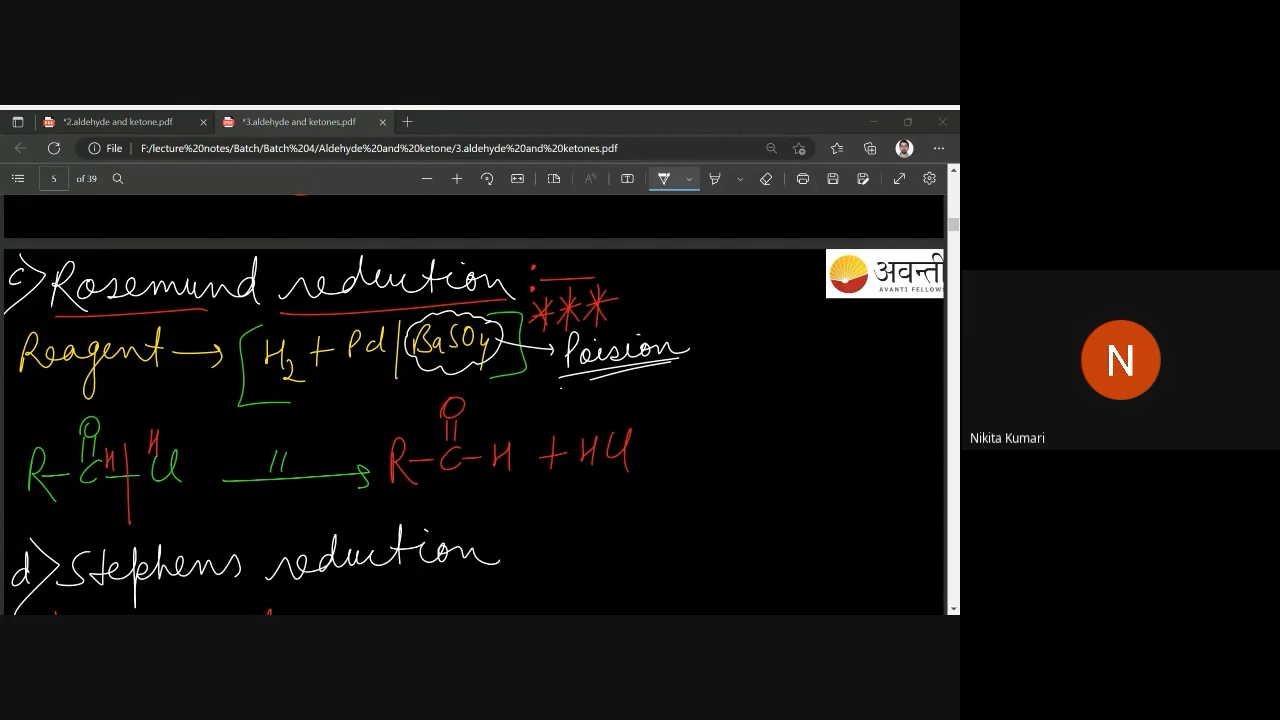 *2.aldehyde and ketone.pdf
*3.aldehyde and ketones.pdf
File F:/lecture%20notes/Batch/Batch%204/Aldehyde%20and%20ketone/3.aldehyde%20and%20ketones.pdf
5 of 39
c) Rosemund reduction :—
***
अवन्ती
AVANTI FELLOWS
Reagent → [H₂ + Pd | BaSO₄] → Poision
O O
|| H H // ||
R-C-Cl → R-C-H + HCl
d) Stephens reduction
N
Nikita Kumari